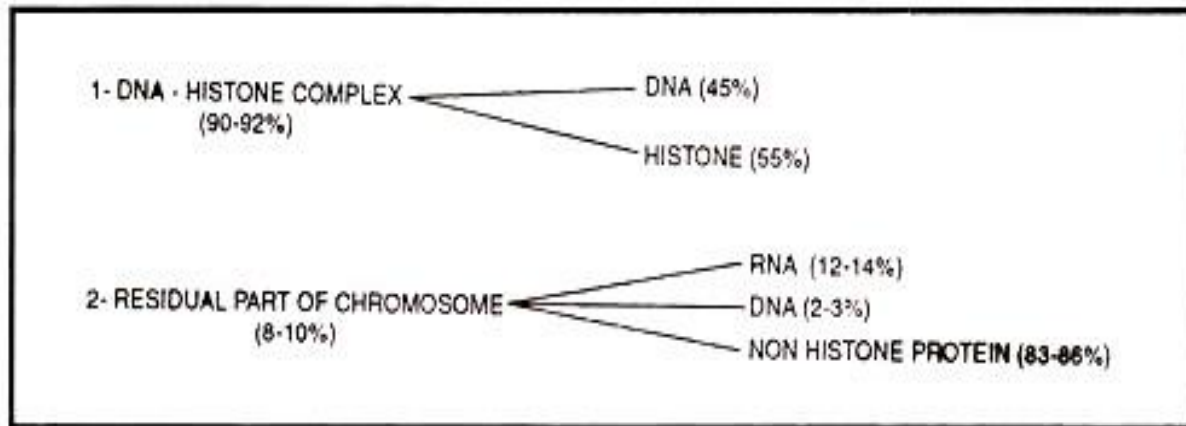 1- DNA - HISTONE COMPLEX
(90-92%)
DNA (45%)
HISTONE (55%)
2- RESIDUAL PART OF CHROMOSOME
(8-10%)
RNA (12-14%)
DNA (2-3%)
NON HISTONE PROTEIN (83-86%)